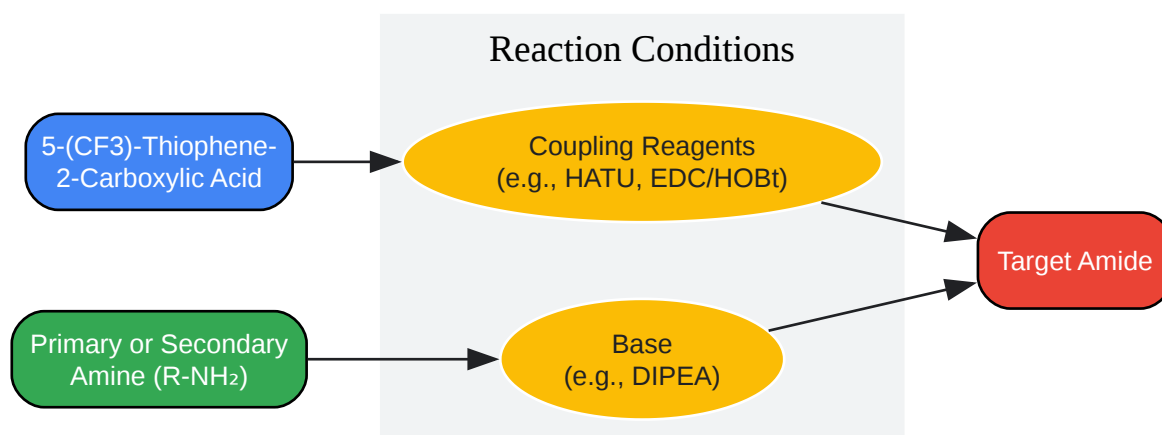 Reaction Conditions
5-(CF3)-Thiophene-
2-Carboxylic Acid
Coupling Reagents
(e.g., HATU, EDC/HOBt)
Target Amide
Primary or Secondary
Amine (R-NH₂)
Base
(e.g., DIPEA)